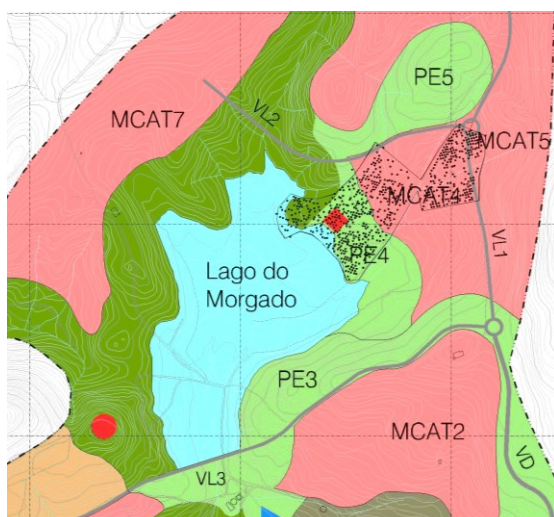 PE5
VL2
MCAT7
MCAT5
MCAT4
PE4
VL1
Lago do
Morgado
PE3
MCAT2
VD
VL3